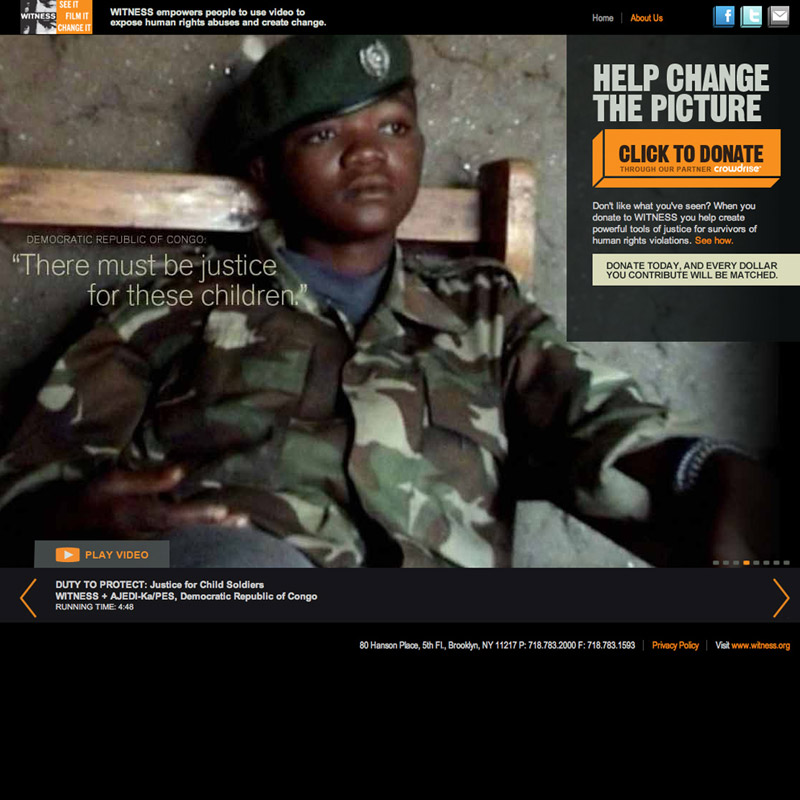 WITNESS
SEE IT
FILM IT
CHANGE IT
WITNESS empowers people to use video to
expose human rights abuses and create change.
Home
About Us
HELP CHANGE
THE PICTURE
CLICK TO DONATE
THROUGH OUR PARTNER crowdrise
Don't like what you've seen? When you
donate to WITNESS you help create
powerful tools of justice for survivors of
human rights violations. See how.
DONATE TODAY, AND EVERY DOLLAR
YOU CONTRIBUTE WILL BE MATCHED.
DEMOCRATIC REPUBLIC OF CONGO:
“There must be justice
for these children.”
PLAY VIDEO
DUTY TO PROTECT: Justice for Child Soldiers
WITNESS + AJEDI-Ka/PES, Democratic Republic of Congo
RUNNING TIME: 4:48
80 Hanson Place, 5th Fl., Brooklyn, NY 11217 P: 718.783.2000 F: 718.783.1593 | Privacy Policy | Visit www.witness.org